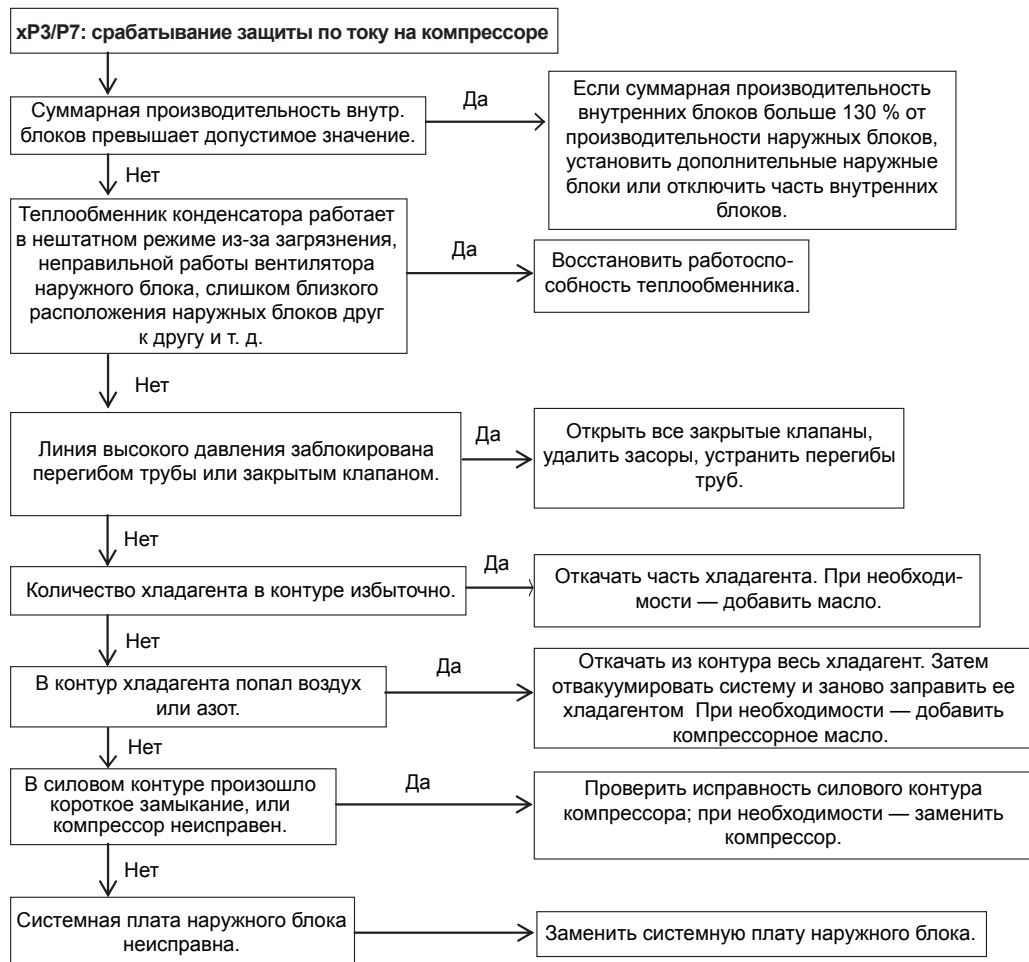 xP3/P7: срабатывание защиты по току на компрессоре
Суммарная производительность внутр.
блоков превышает допустимое значение.
Да
Если суммарная производительность
внутренних блоков больше 130 % от
производительности наружных блоков,
установить дополнительные наружные
блоки или отключить часть внутренних
блоков.
Нет
Теплообменник конденсатора работает
в нештатном режиме из-за загрязнения,
неправильной работы вентилятора
наружного блока, слишком близкого
расположения наружных блоков друг
к другу и т. д.
Да
Восстановить работоспо-
собность теплообменника.
Нет
Линия высокого давления заблокирована
перегибом трубы или закрытым клапаном.
Да
Открыть все закрытые клапаны,
удалить засоры, устранить перегибы
труб.
Нет
Количество хладагента в контуре избыточно.
Да
Откачать часть хладагента. При необходи-
мости — добавить масло.
Нет
В контур хладагента попал воздух
или азот.
Да
Откачать из контура весь хладагент. Затем
отвакуумировать систему и заново заправить ее
хладагентом При необходимости — добавить
компрессорное масло.
Нет
В силовом контуре произошло
короткое замыкание, или
компрессор неисправен.
Да
Проверить исправность силового контура
компрессора; при необходимости — заменить
компрессор.
Нет
Системная плата наружного блока
неисправна.
Заменить системную плату наружного блока.